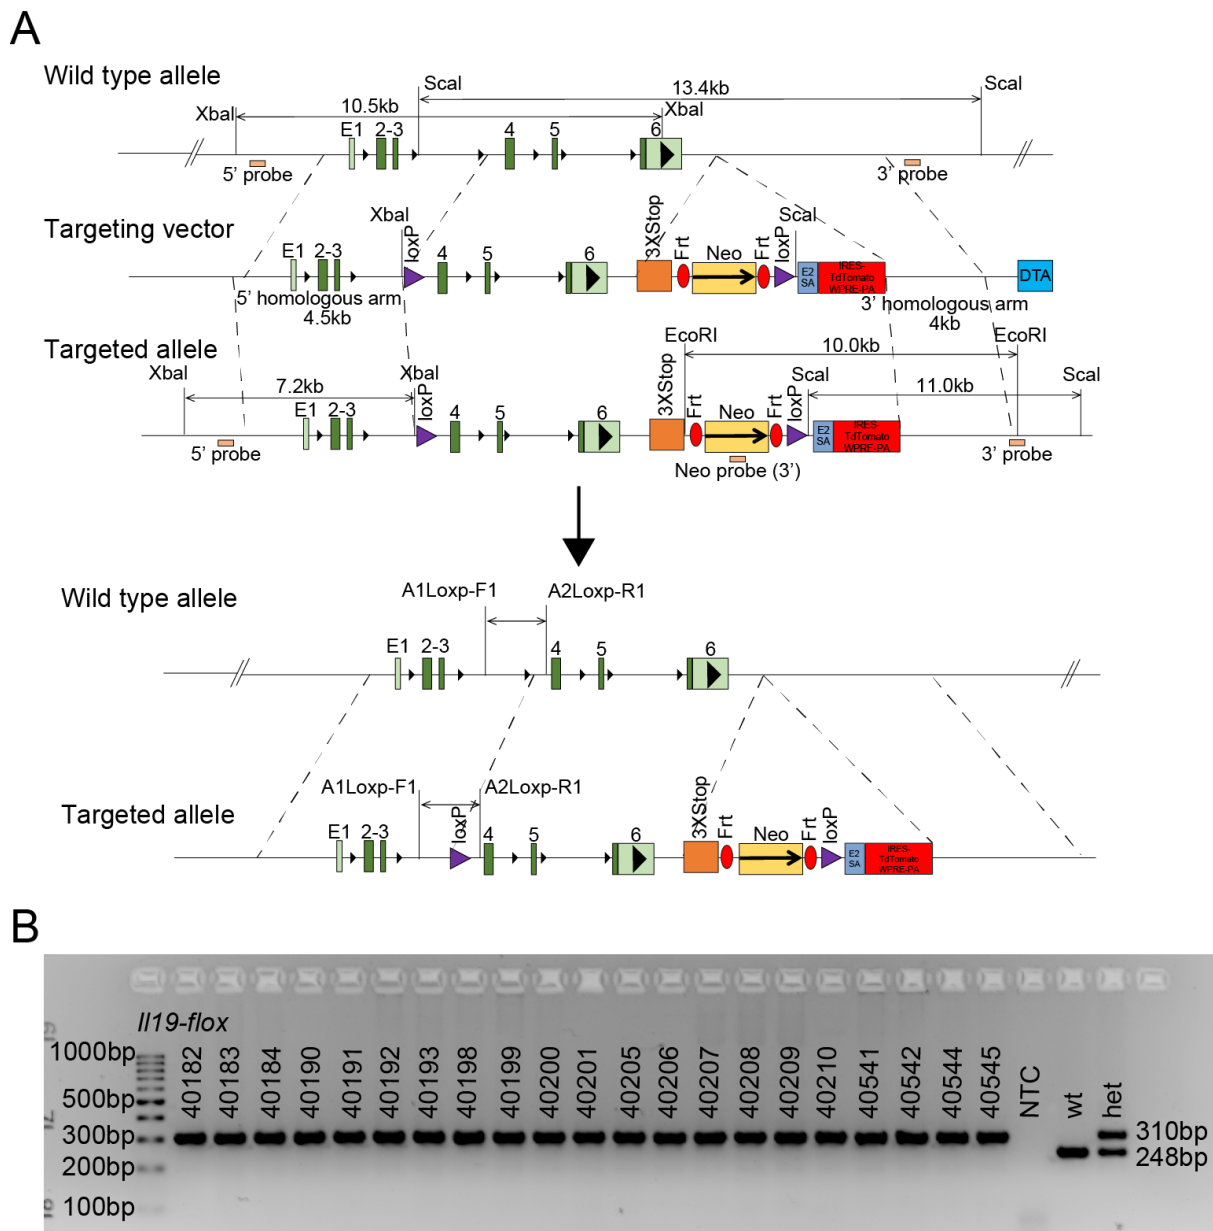 A
Wild type allele
ScaI
13.4kb
ScaI
XbaI
10.5kb
XbaI
E1
2-3
4
5
6
5’ probe
3’ probe
Targeting vector
XbaI
loxP
3XStop
Frt
Neo
Frt
loxP
ScaI
E1
2-3
4
5
6
E2
SA
IRES-
TdTomato
WPRE-PA
DTA
5’ homologous arm
4.5kb
3’ homologous arm
4kb
Targeted allele
EcoRI
10.0kb
EcoRI
XbaI
7.2kb
XbaI
loxP
3XStop
Frt
Neo
Frt
loxP
ScaI
11.0kb
ScaI
E1
2-3
4
5
6
E2
SA
IRES-
TdTomato
WPRE-PA
5’ probe
Neo probe (3’)
3’ probe
Wild type allele
A1Loxp-F1
A2Loxp-R1
E1
2-3
4
5
6
Targeted allele
A1Loxp-F1
A2Loxp-R1
E1
2-3
loxP
4
5
6
3XStop
Frt
Neo
Frt
loxP
E2
SA
IRES-
TdTomato
WPRE-PA
B
Il19-flox
1000bp
500bp
300bp
200bp
100bp
40182
40183
40184
40190
40191
40192
40193
40198
40199
40200
40201
40205
40206
40207
40208
40209
40210
40541
40542
40544
40545
NTC
wt
het
310bp
248bp